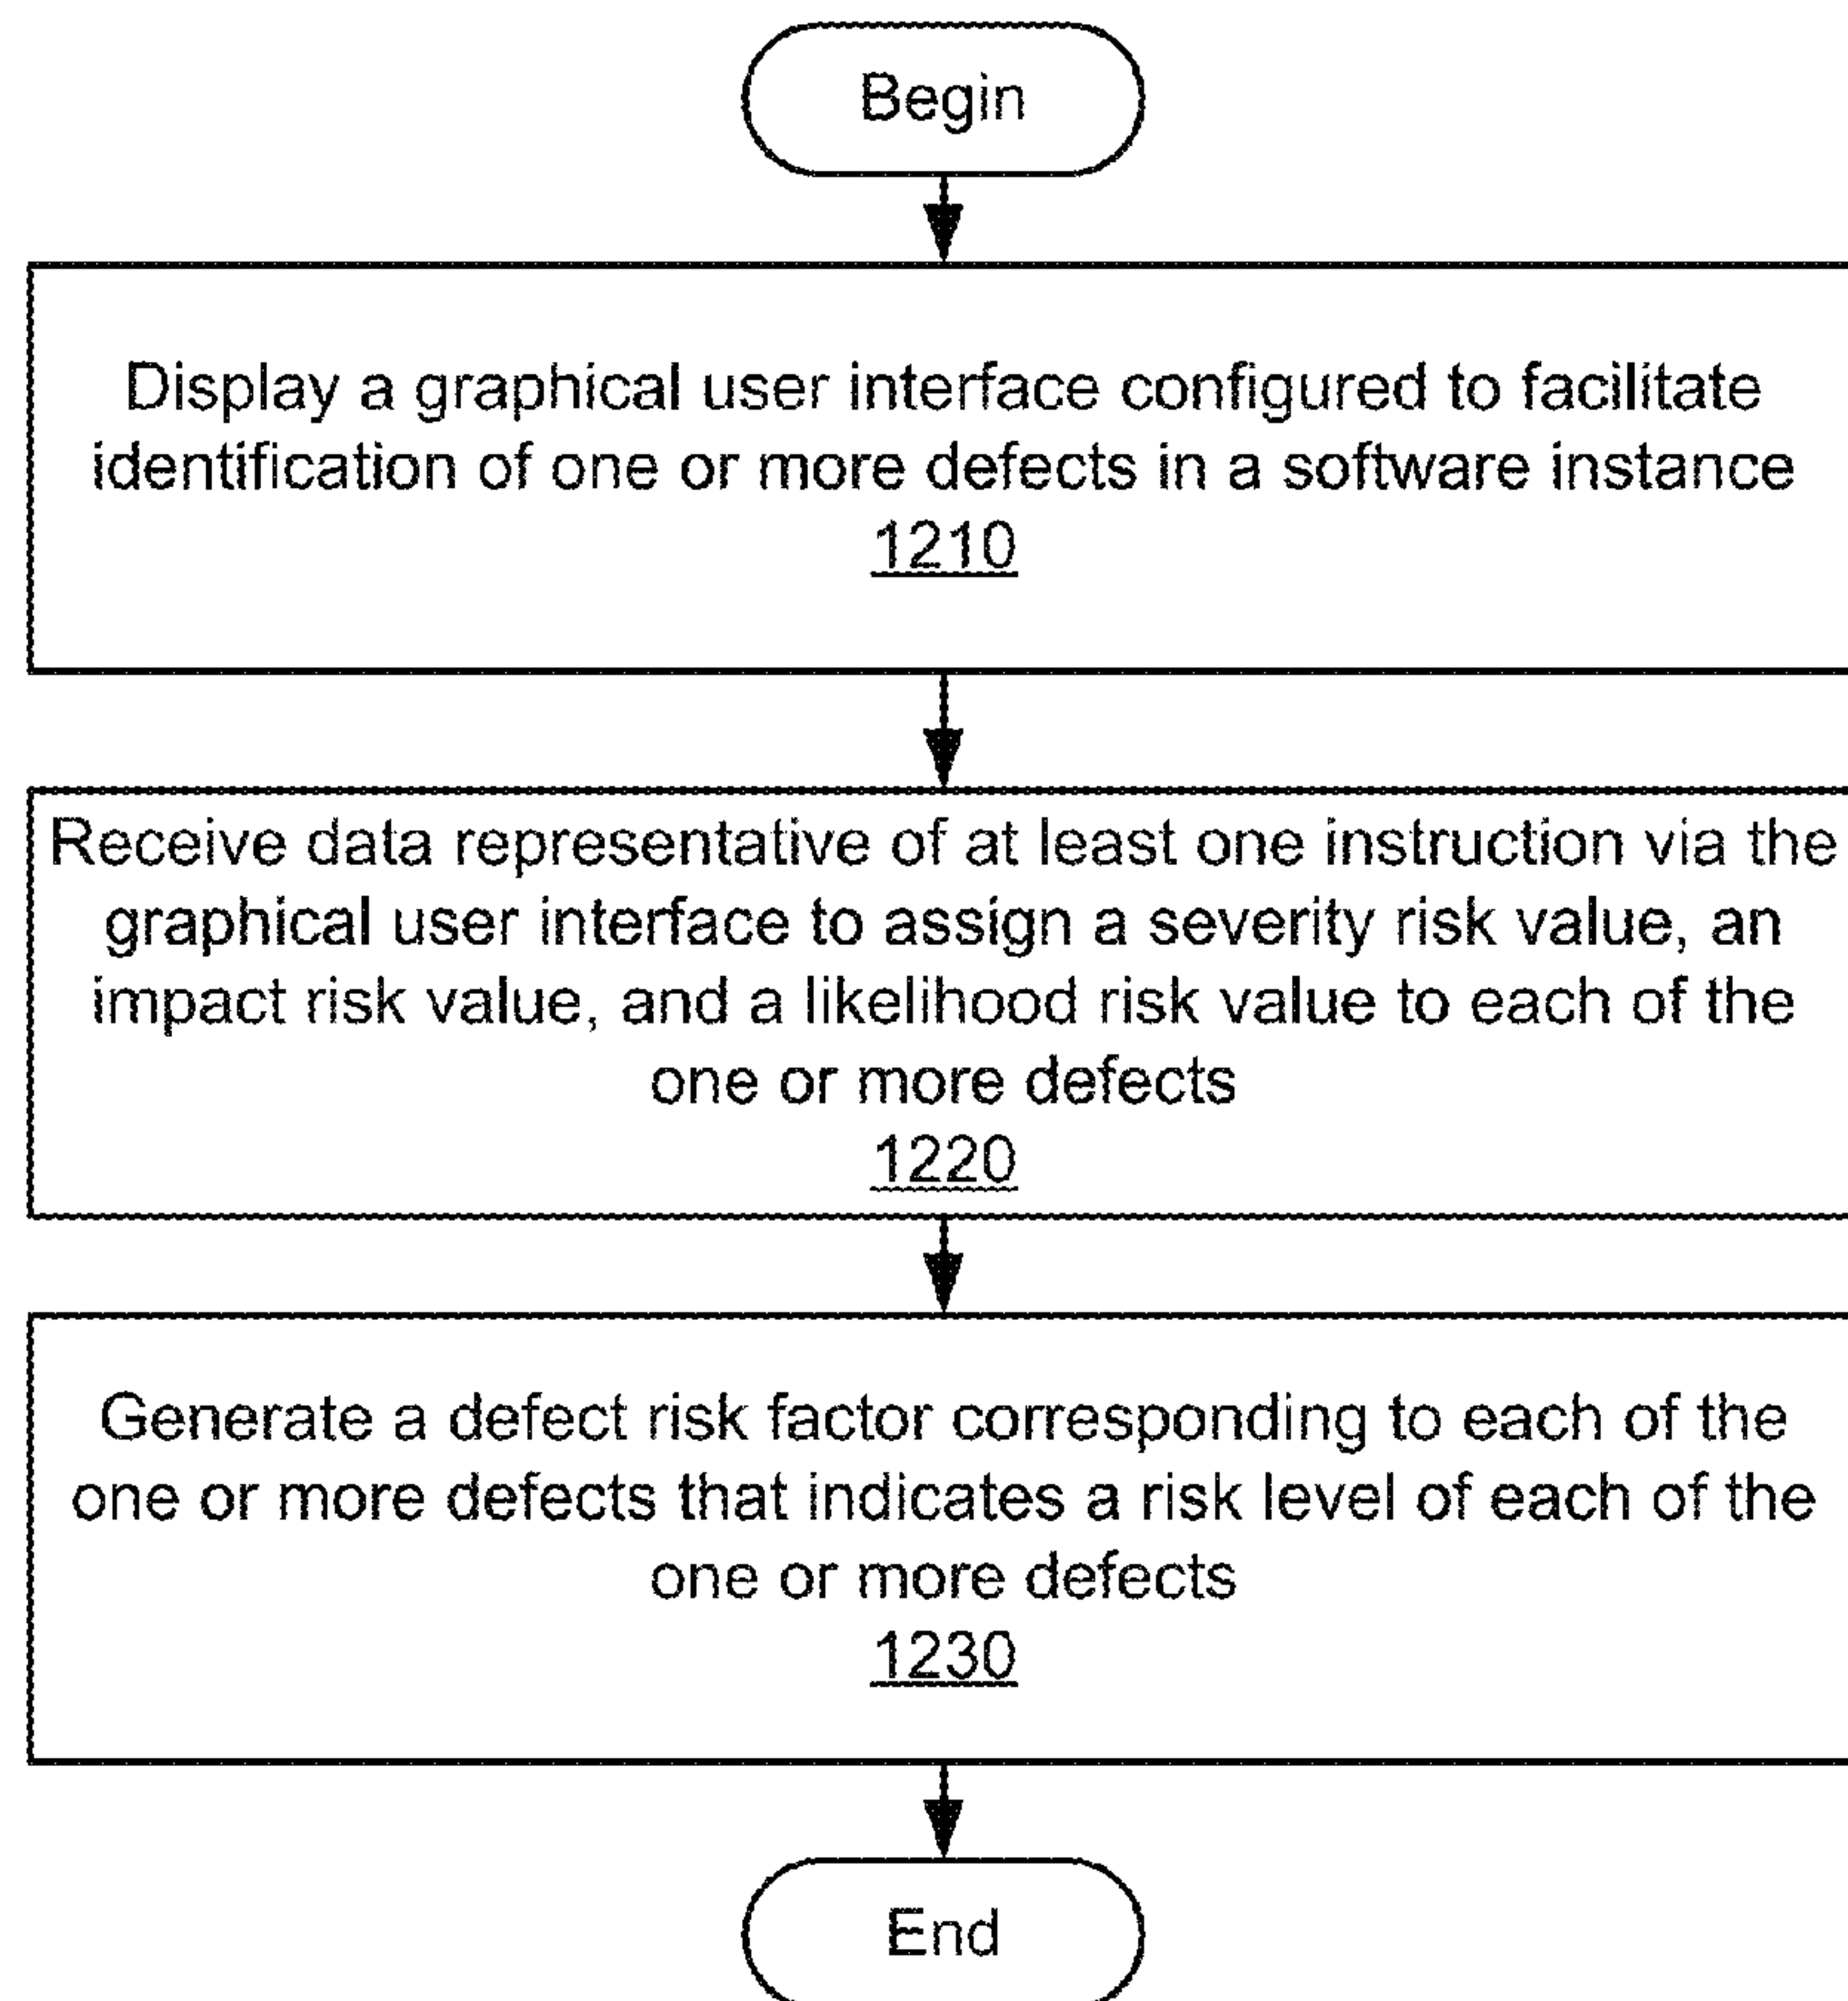 Begin
Display a graphical user interface configured to facilitate
identification of one or more defects in a software instance
1210
Receive data representative of at least one instruction via the
graphical user interface to assign a severity risk value, an
impact risk value, and a likelihood risk value to each of the
one or more defects
1220
Generate a defect risk factor corresponding to each of the
one or more defects that indicates a risk level of each of the
one or more defects
1230
End